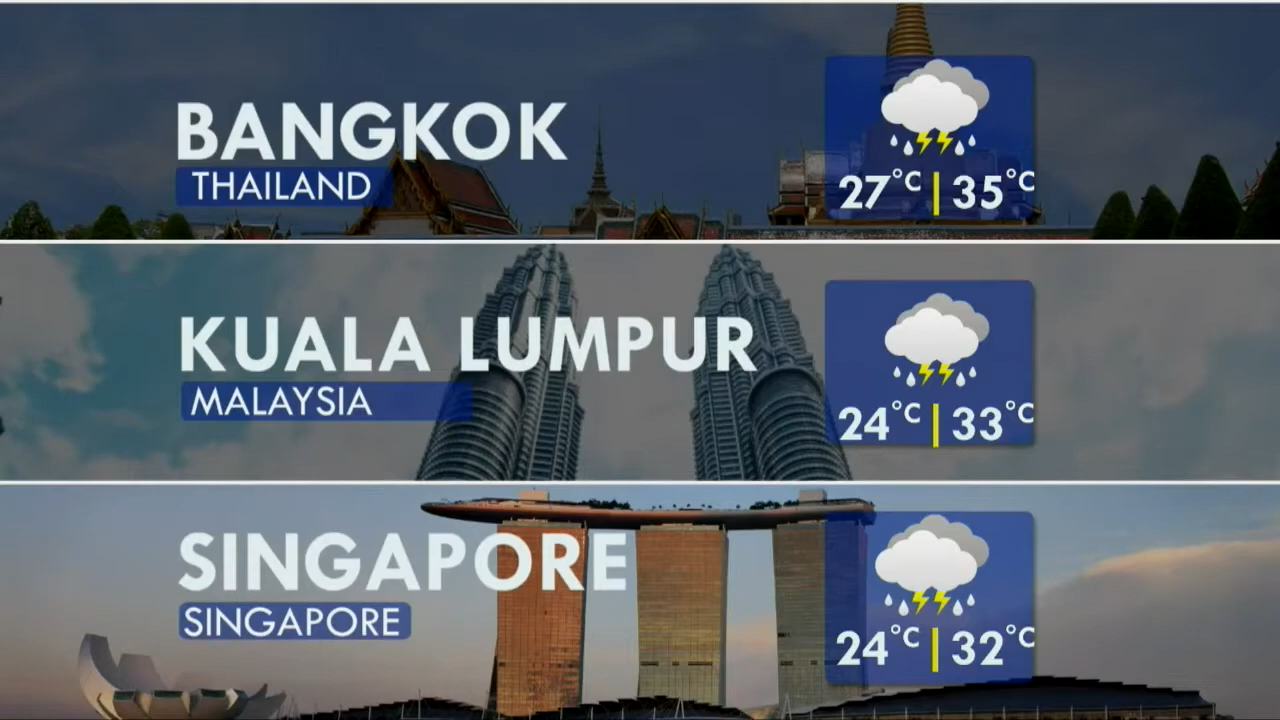 BANGKOK
THAILAND
27°C | 35°C
KUALA LUMPUR
MALAYSIA
24°C | 33°C
SINGAPORE
SINGAPORE
24°C | 32°C